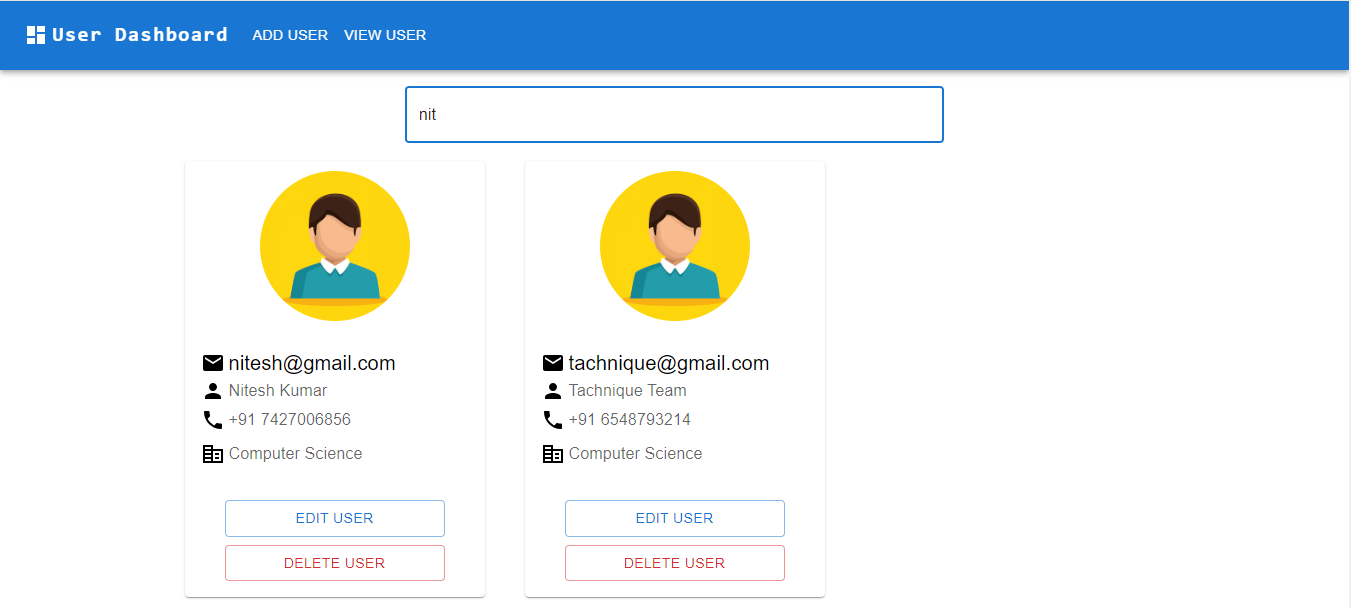 User Dashboard ADD USER VIEW USER
nit
nitesh@gmail.com
Nitesh Kumar
+91 7427006856
Computer Science
EDIT USER
DELETE USER
tachnique@gmail.com
Tachnique Team
+91 6548793214
Computer Science
EDIT USER
DELETE USER